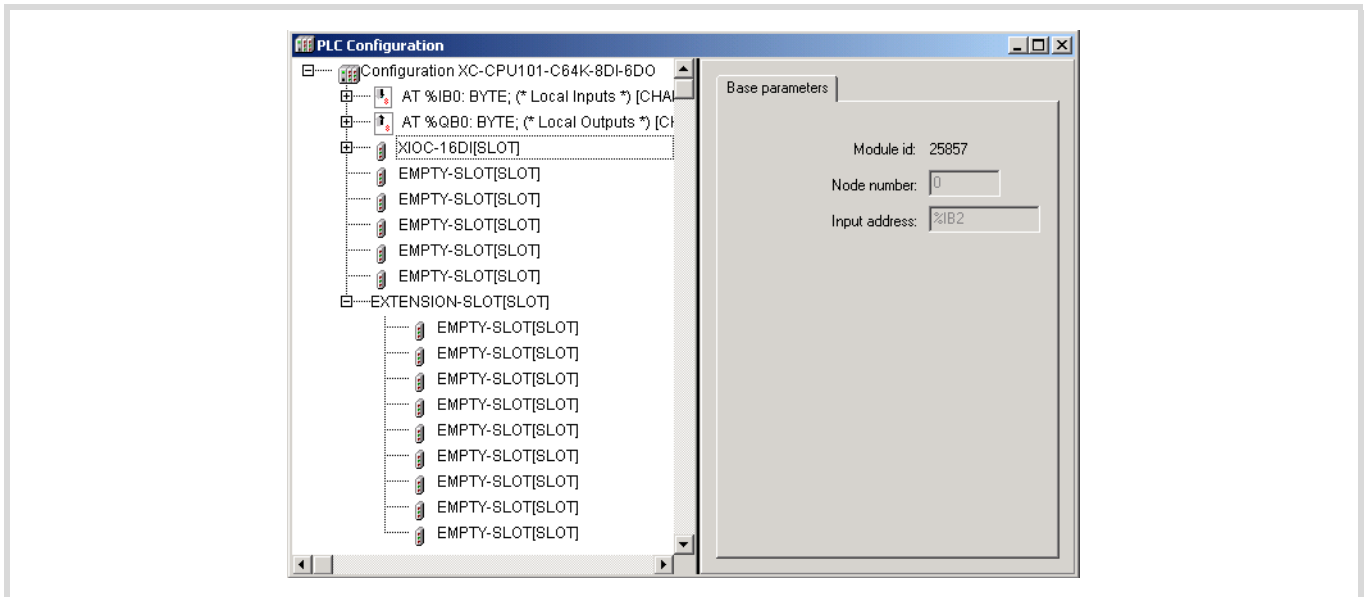 PLC Configuration
Configuration XC-CPU101-C64K-8DI-6DO
AT %IB0: BYTE; (* Local Inputs *) [CHA
AT %QB0: BYTE; (* Local Outputs *) [CH
XIOC-16DI[SLOT]
EMPTY-SLOT[SLOT]
EMPTY-SLOT[SLOT]
EMPTY-SLOT[SLOT]
EMPTY-SLOT[SLOT]
EMPTY-SLOT[SLOT]
EXTENSION-SLOT[SLOT]
EMPTY-SLOT[SLOT]
EMPTY-SLOT[SLOT]
EMPTY-SLOT[SLOT]
EMPTY-SLOT[SLOT]
EMPTY-SLOT[SLOT]
EMPTY-SLOT[SLOT]
EMPTY-SLOT[SLOT]
EMPTY-SLOT[SLOT]
EMPTY-SLOT[SLOT]
Base parameters
Module id: 25857
Node number: 0
Input address: %IB2